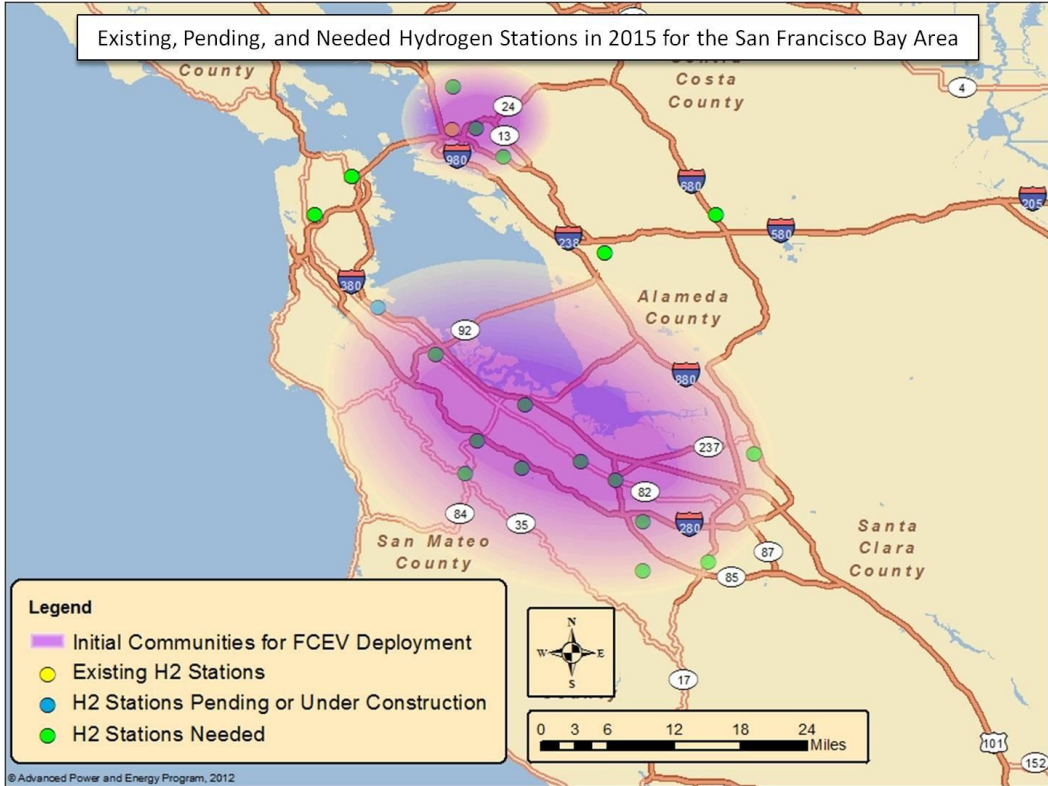 Existing, Pending, and Needed Hydrogen Stations in 2015 for the San Francisco Bay Area
County
Costa
County
4
24
13
980
680
205
580
238
380
Alameda
County
92
880
237
82
84
35
280
San Mateo
County
Santa
Clara
County
87
85
17
101
152
Legend
Initial Communities for FCEV Deployment
Existing H2 Stations
H2 Stations Pending or Under Construction
H2 Stations Needed
N
W E
S
0 3 6 12 18 24
Miles
© Advanced Power and Energy Program, 2012